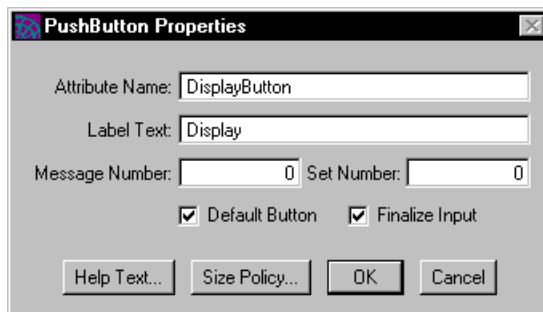 PushButton Properties
Attribute Name: DisplayButton
Label Text: Display
Message Number: 0 Set Number: 0
Default Button Finalize Input
Help Text... Size Policy... OK Cancel